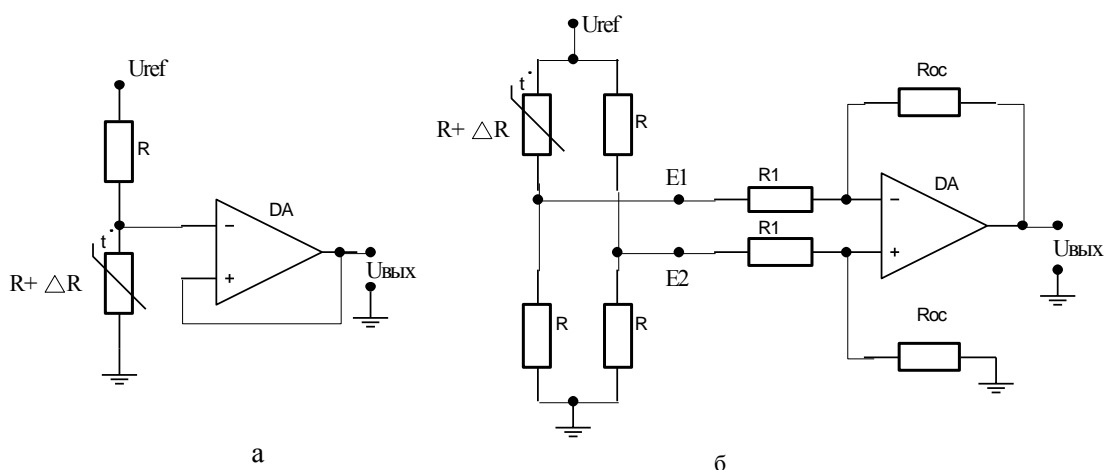 Uref
R
DA
t°
R+ △R
Uвых
а
Uref
t°
R+ △R
R
E1
R1
Roc
DA
R1
E2
Uвых
R
R
Roc
б